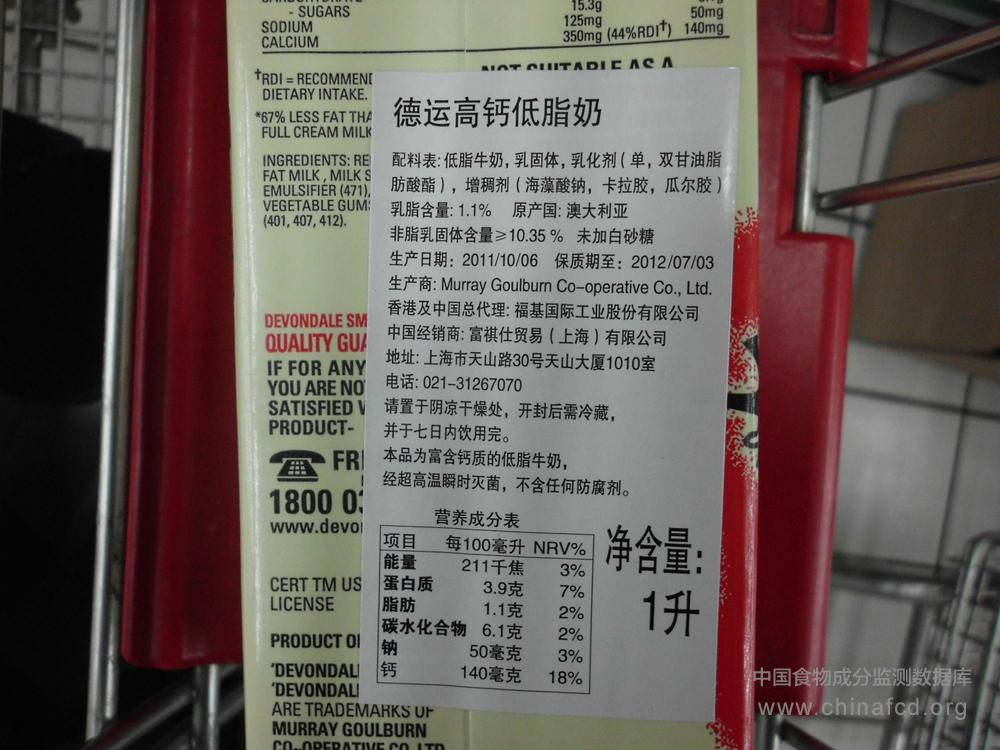 - SUGARS 15.3g
SODIUM 125mg 50mg
CALCIUM 350mg (44%RDI†) 140mg
NOT SUITABLE AS A
†RDI = RECOMMEND
DIETARY INTAKE.
*67% LESS FAT THA
FULL CREAM MILK
INGREDIENTS: RE
FAT MILK, MILK S
EMULSIFIER (471),
VEGETABLE GUMS
(401, 407, 412).
DEVONDALE SM
QUALITY GUA
IF FOR ANY
YOU ARE NO
SATISFIED W
PRODUCT-
FRE
1800 03
www.devo
CERT TM US
LICENSE
PRODUCT O
'DEVONDAL
'DEVONDAL
ARE TRADEMARKS OF
MURRAY GOULBURN
CO-OPERATIVE CO. LTD
德运高钙低脂奶
配料表: 低脂牛奶, 乳固体, 乳化剂（单, 双甘油脂
肪酸酯）, 增稠剂（海藻酸钠, 卡拉胶, 瓜尔胶）
乳脂含量: 1.1% 原产国: 澳大利亚
非脂乳固体含量≥10.35 % 未加白砂糖
生产日期: 2011/10/06 保质期至: 2012/07/03
生产商: Murray Goulburn Co-operative Co., Ltd.
香港及中国总代理: 福基国际工业股份有限公司
中国经销商: 富祺仕贸易（上海）有限公司
地址: 上海市天山路30号天山大厦1010室
电话: 021-31267070
请置于阴凉干燥处, 开封后需冷藏,
并于七日内饮用完。
本品为富含钙质的低脂牛奶,
经超高温瞬时灭菌, 不含任何防腐剂。
营养成分表
项目 每100毫升 NRV%
能量 211千焦 3%
蛋白质 3.9克 7%
脂肪 1.1克 2%
碳水化合物 6.1克 2%
钠 50毫克 3%
钙 140毫克 18%
净含量:
1升
中国食物成分监测数据库
www.chinafcd.org